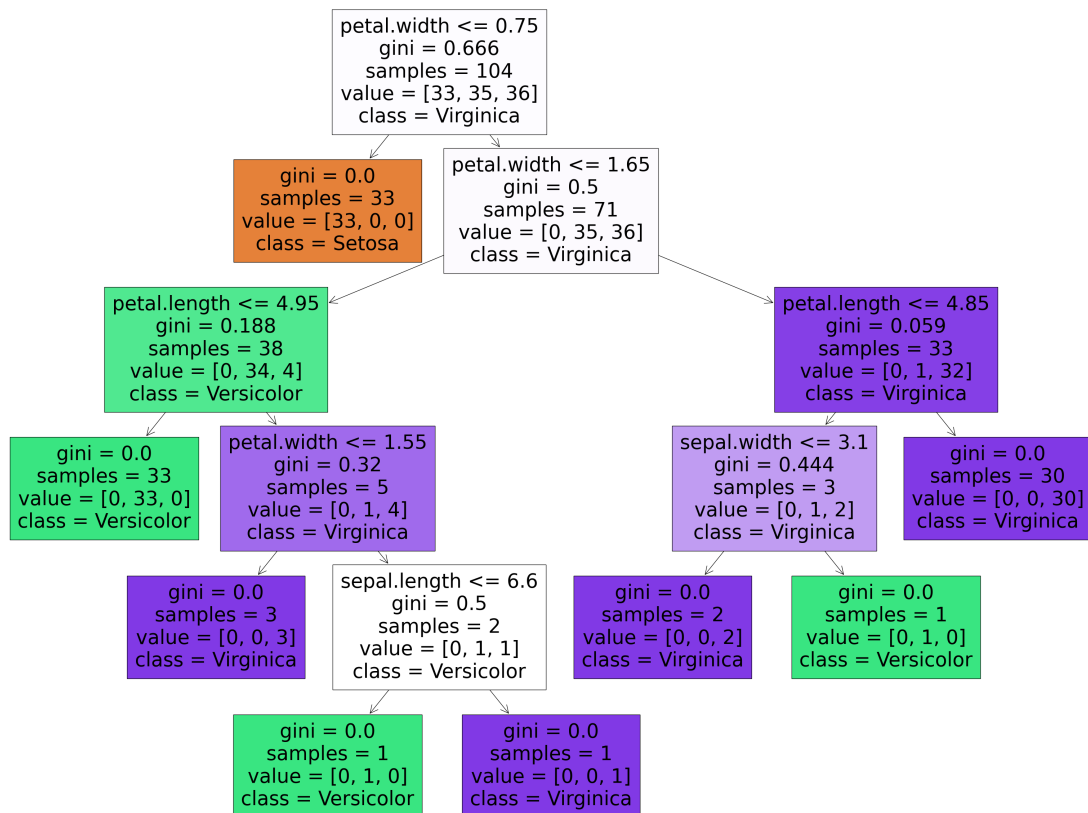 petal.width <= 0.75
gini = 0.666
samples = 104
value = [33, 35, 36]
class = Virginica
gini = 0.0
samples = 33
value = [33, 0, 0]
class = Setosa
petal.width <= 1.65
gini = 0.5
samples = 71
value = [0, 35, 36]
class = Virginica
petal.length <= 4.95
gini = 0.188
samples = 38
value = [0, 34, 4]
class = Versicolor
petal.length <= 4.85
gini = 0.059
samples = 33
value = [0, 1, 32]
class = Virginica
gini = 0.0
samples = 33
value = [0, 33, 0]
class = Versicolor
petal.width <= 1.55
gini = 0.32
samples = 5
value = [0, 1, 4]
class = Virginica
sepal.width <= 3.1
gini = 0.444
samples = 3
value = [0, 1, 2]
class = Virginica
gini = 0.0
samples = 30
value = [0, 0, 30]
class = Virginica
gini = 0.0
samples = 3
value = [0, 0, 3]
class = Virginica
sepal.length <= 6.6
gini = 0.5
samples = 2
value = [0, 1, 1]
class = Versicolor
gini = 0.0
samples = 2
value = [0, 0, 2]
class = Virginica
gini = 0.0
samples = 1
value = [0, 1, 0]
class = Versicolor
gini = 0.0
samples = 1
value = [0, 1, 0]
class = Versicolor
gini = 0.0
samples = 1
value = [0, 0, 1]
class = Virginica